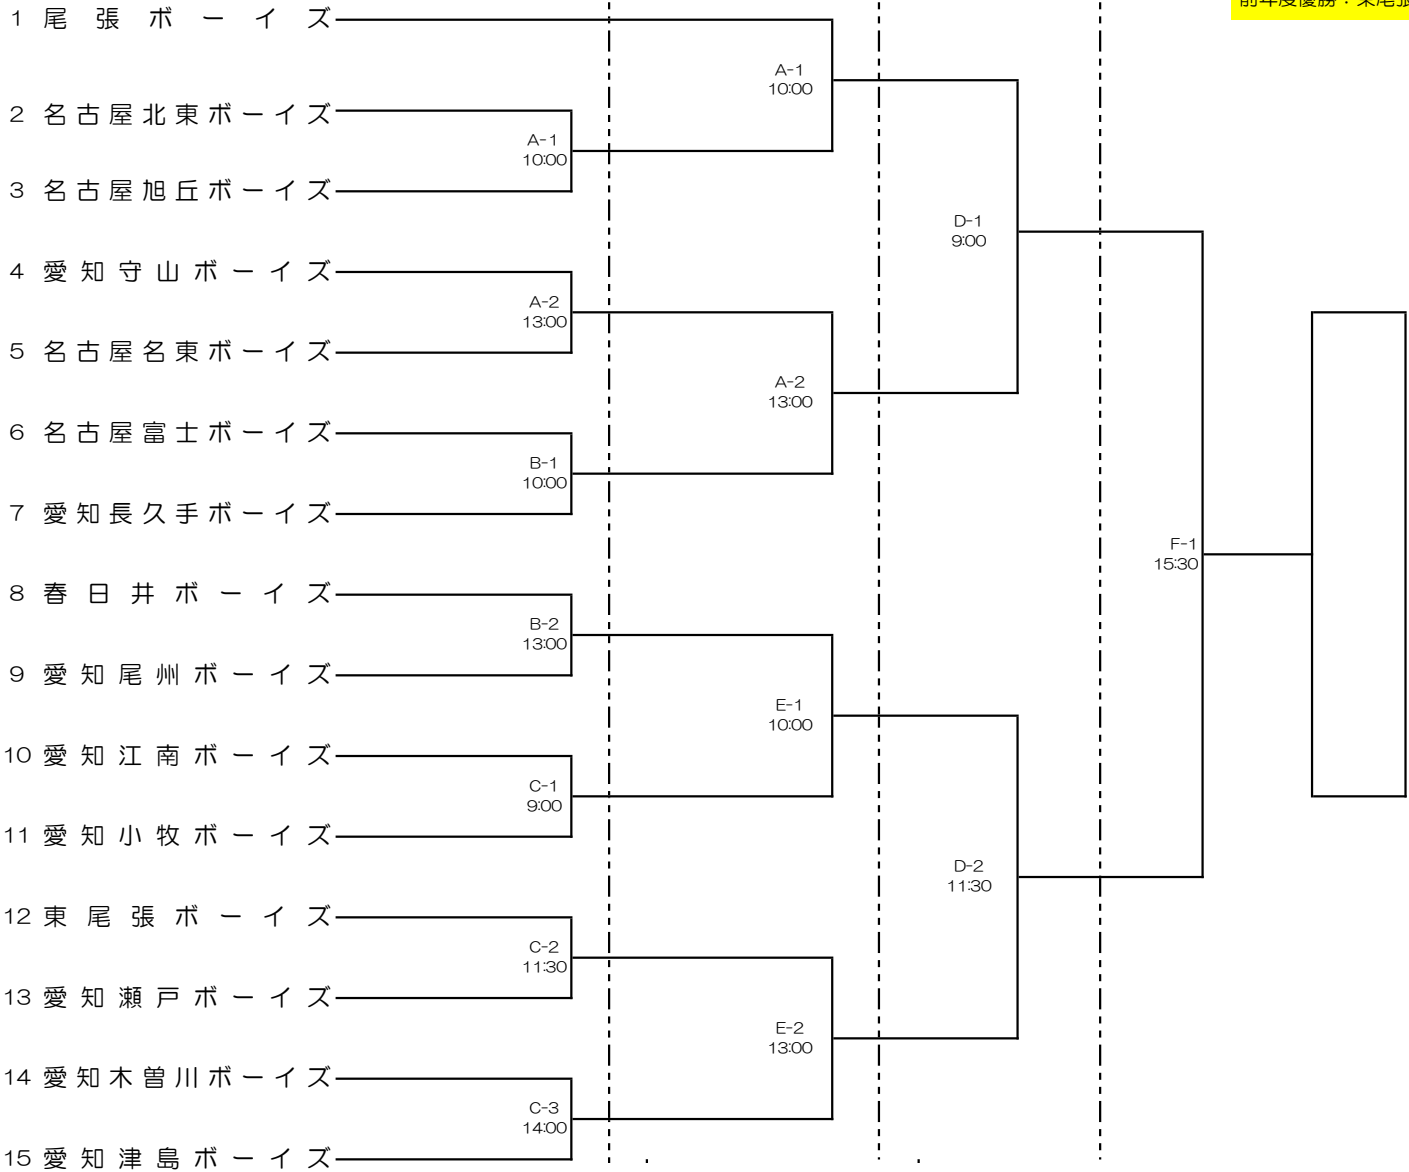 前年度優勝：東尾張
1 尾張ボーイズ
2 名古屋北東ボーイズ
3 名古屋旭丘ボーイズ
4 愛知守山ボーイズ
5 名古屋名東ボーイズ
6 名古屋富士ボーイズ
7 愛知長久手ボーイズ
8 春日井ボーイズ
9 愛知尾州ボーイズ
10 愛知江南ボーイズ
11 愛知小牧ボーイズ
12 東尾張ボーイズ
13 愛知瀬戸ボーイズ
14 愛知木曽川ボーイズ
15 愛知津島ボーイズ
A-1
10:00
A-2
13:00
B-1
10:00
B-2
13:00
C-1
9:00
C-2
11:30
C-3
14:00
A-1
10:00
A-2
13:00
E-1
10:00
E-2
13:00
D-1
9:00
D-2
11:30
F-1
15:30